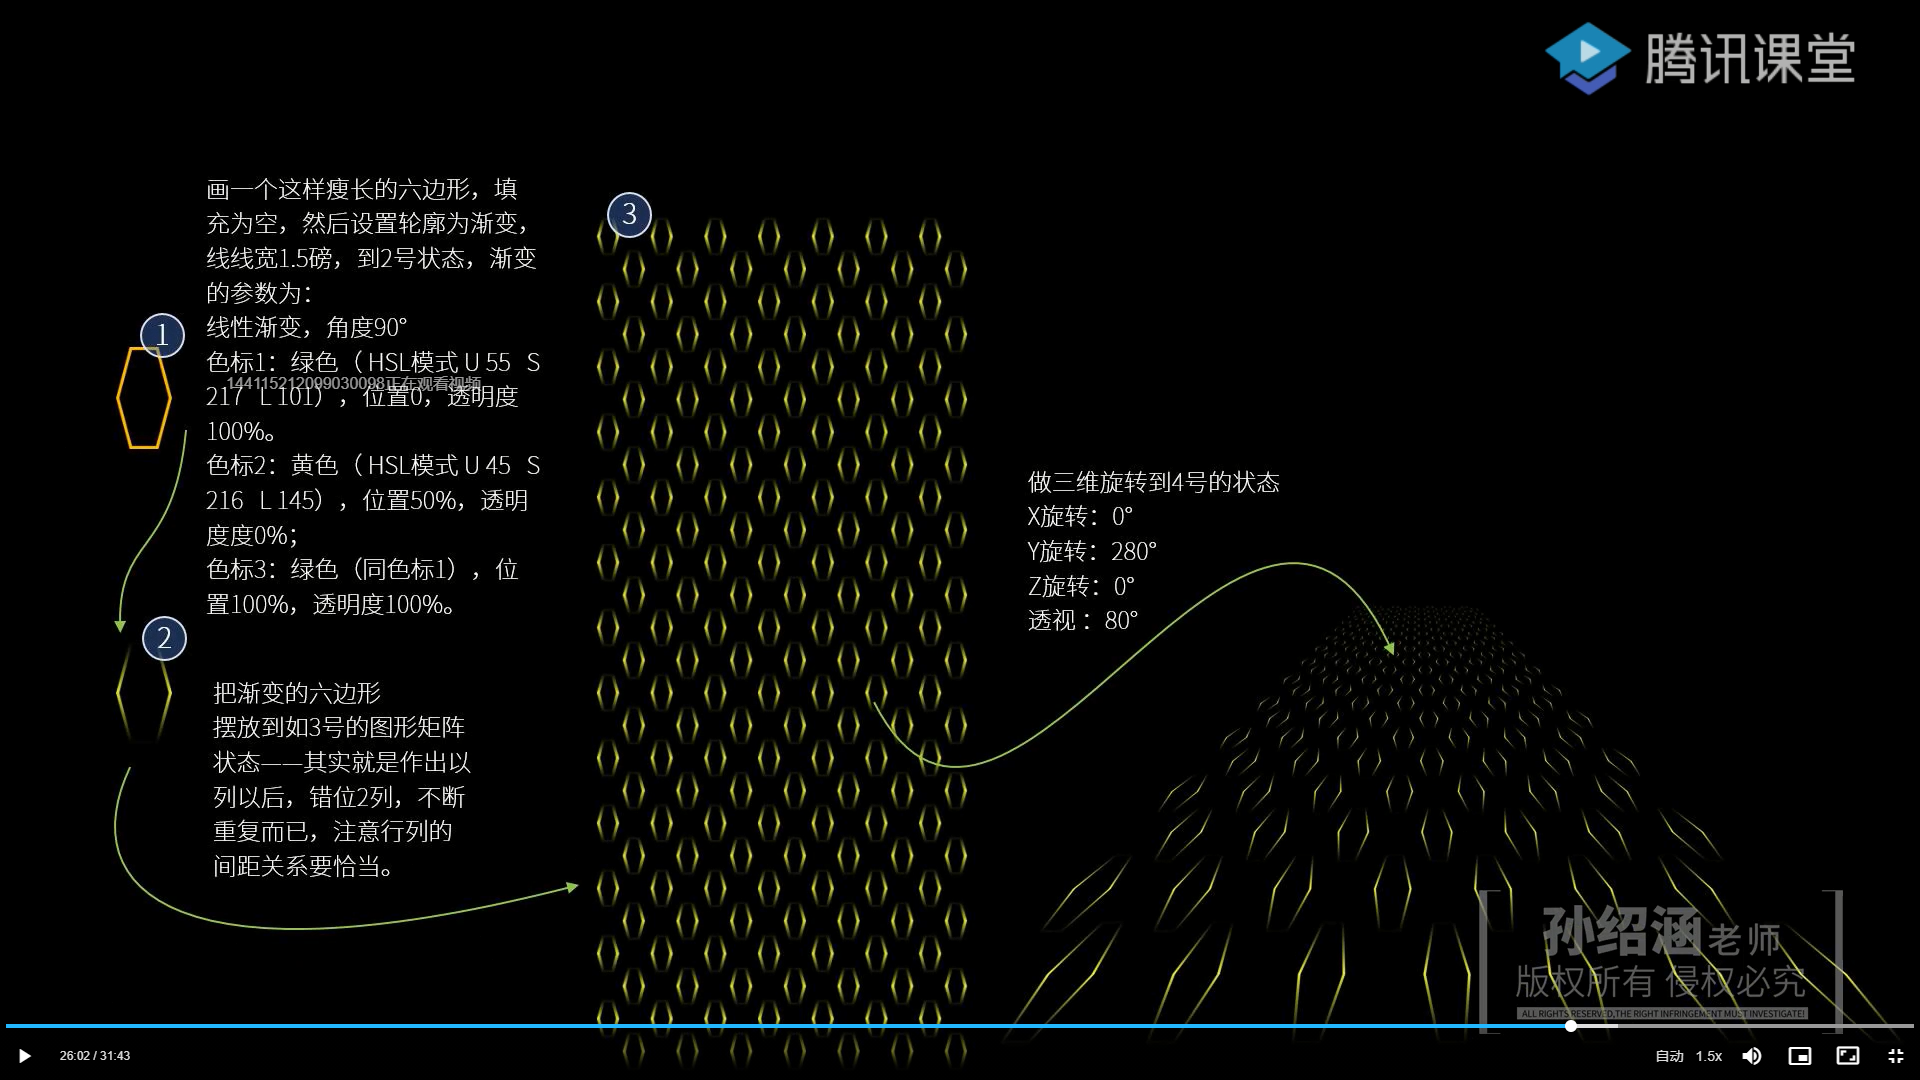 腾讯课堂
画一个这样瘦长的六边形，填
充为空，然后设置轮廓为渐变，
线线宽1.5磅，到2号状态，渐变
的参数为：
线性渐变，角度90°
色标1：绿色（ HSL模式 U 55   S
217   L 101），位置0，透明度
100%。
色标2：黄色（ HSL模式 U 45   S
216   L 145），位置50%，透明
度度0%；
色标3：绿色（同色标1），位
置100%，透明度100%。
144115212099030098正在观看视频
1
2
把渐变的六边形
摆放到如3号的图形矩阵
状态——其实就是作出以
列以后，错位2列，不断
重复而已，注意行列的
间距关系要恰当。
3
做三维旋转到4号的状态
X旋转：0°
Y旋转：280°
Z旋转：0°
透视 ：80°
孙绍涵老师
版权所有 侵权必究
ALL RIGHTS RESERVED,THE RIGHT INFRINGEMENT MUST INVESTIGATE!
26:02 / 31:43
自动 1.5x